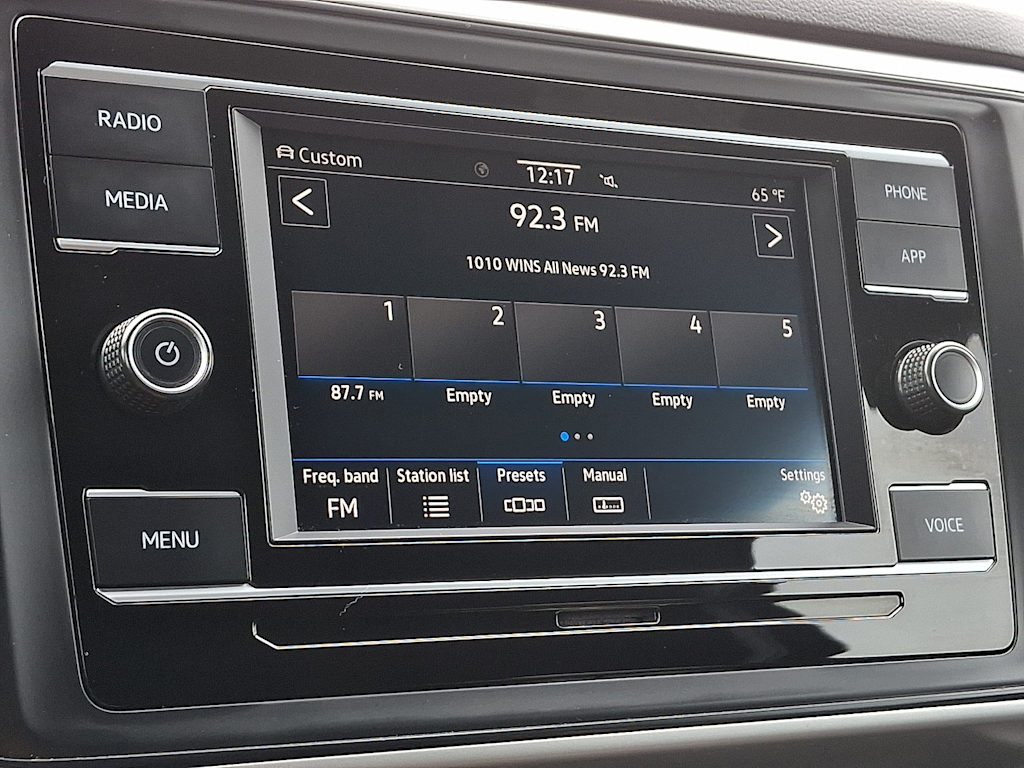 RADIO
MEDIA
MENU
Custom
12:17
65 °F
<
92.3 FM
>
1010 WINS All News 92.3 FM
1
2
3
4
5
87.7 FM
Empty
Empty
Empty
Empty
Freq. band
Station list
Presets
Manual
Settings
FM
PHONE
APP
VOICE